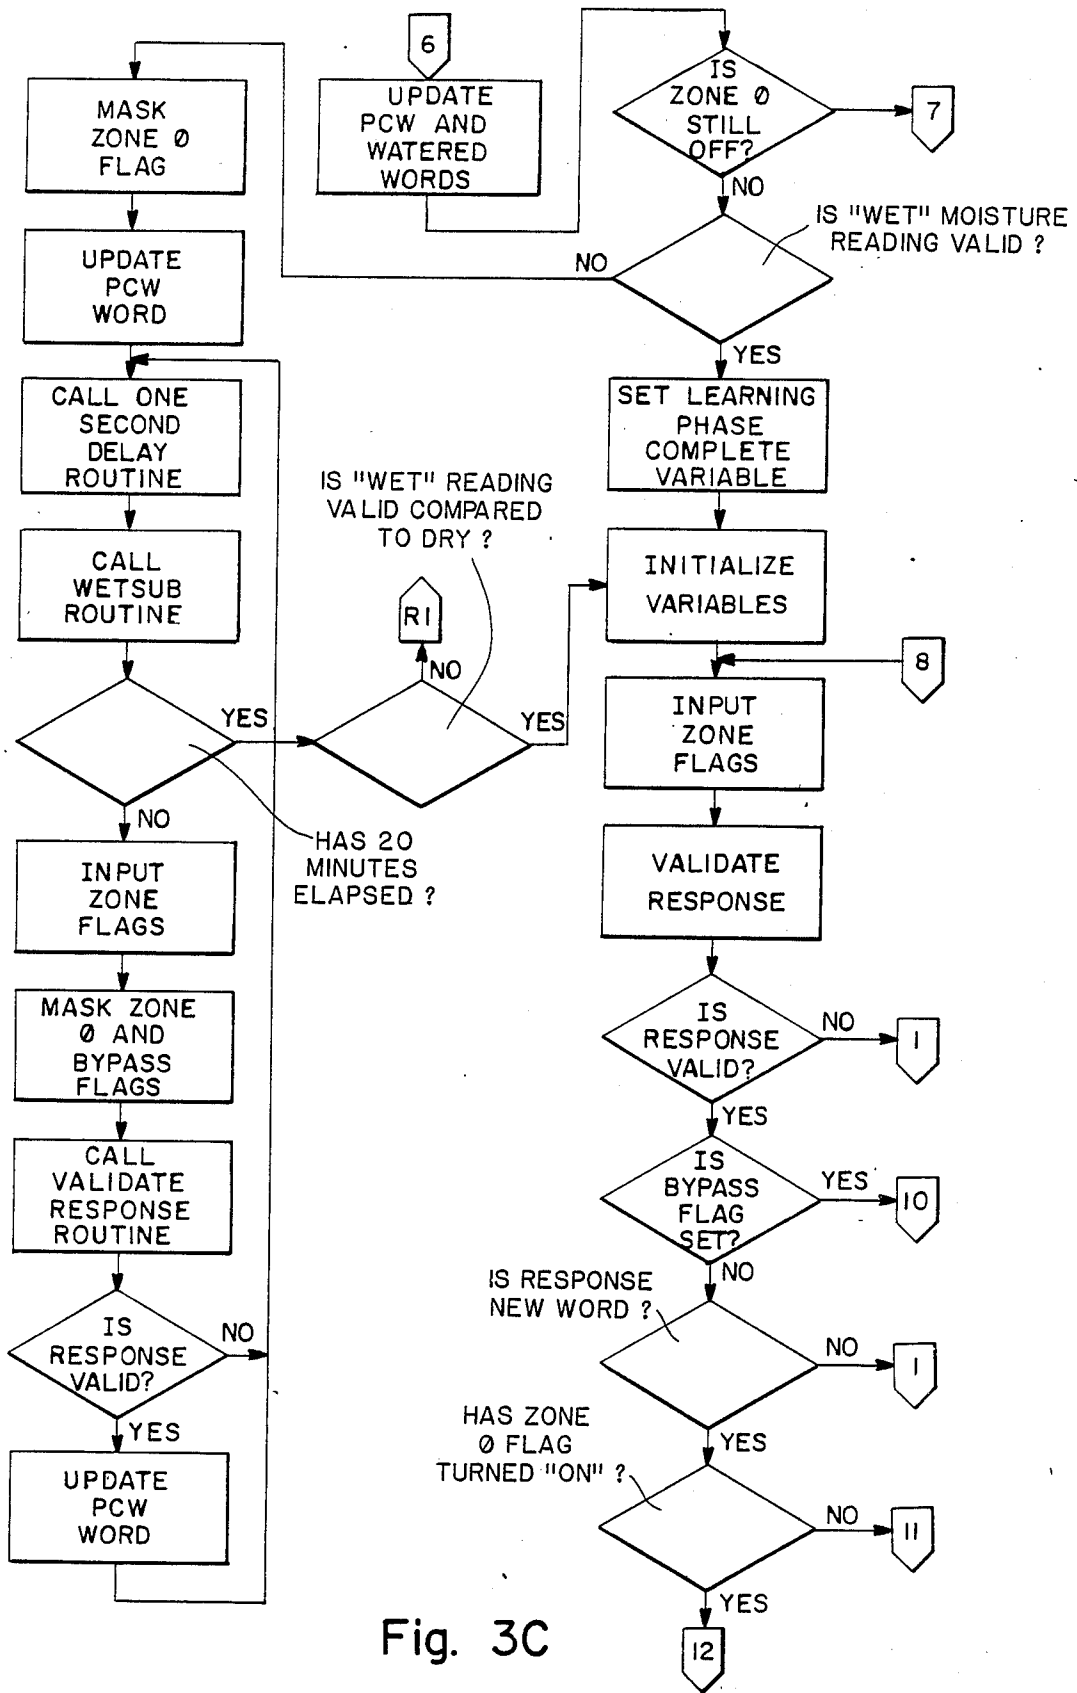 6
UPDATE
PCW AND
WATERED
WORDS
IS
ZONE 0
STILL
OFF?
7
NO
IS "WET" MOISTURE
READING VALID ?
NO
YES
MASK
ZONE 0
FLAG
UPDATE
PCW
WORD
CALL ONE
SECOND
DELAY
ROUTINE
CALL
WETSUB
ROUTINE
YES
NO
HAS 20
MINUTES
ELAPSED ?
IS "WET" READING
VALID COMPARED
TO DRY ?
R1
NO
YES
INPUT
ZONE
FLAGS
MASK ZONE
0 AND
BYPASS
FLAGS
CALL
VALIDATE
RESPONSE
ROUTINE
IS
RESPONSE
VALID?
NO
YES
UPDATE
PCW
WORD
SET LEARNING
PHASE
COMPLETE
VARIABLE
INITIALIZE
VARIABLES
8
INPUT
ZONE
FLAGS
VALIDATE
RESPONSE
IS
RESPONSE
VALID?
NO
1
YES
IS
BYPASS
FLAG
SET?
YES
10
NO
IS RESPONSE
NEW WORD ?
NO
1
YES
HAS ZONE
0 FLAG
TURNED "ON" ?
NO
11
YES
12
Fig. 3C